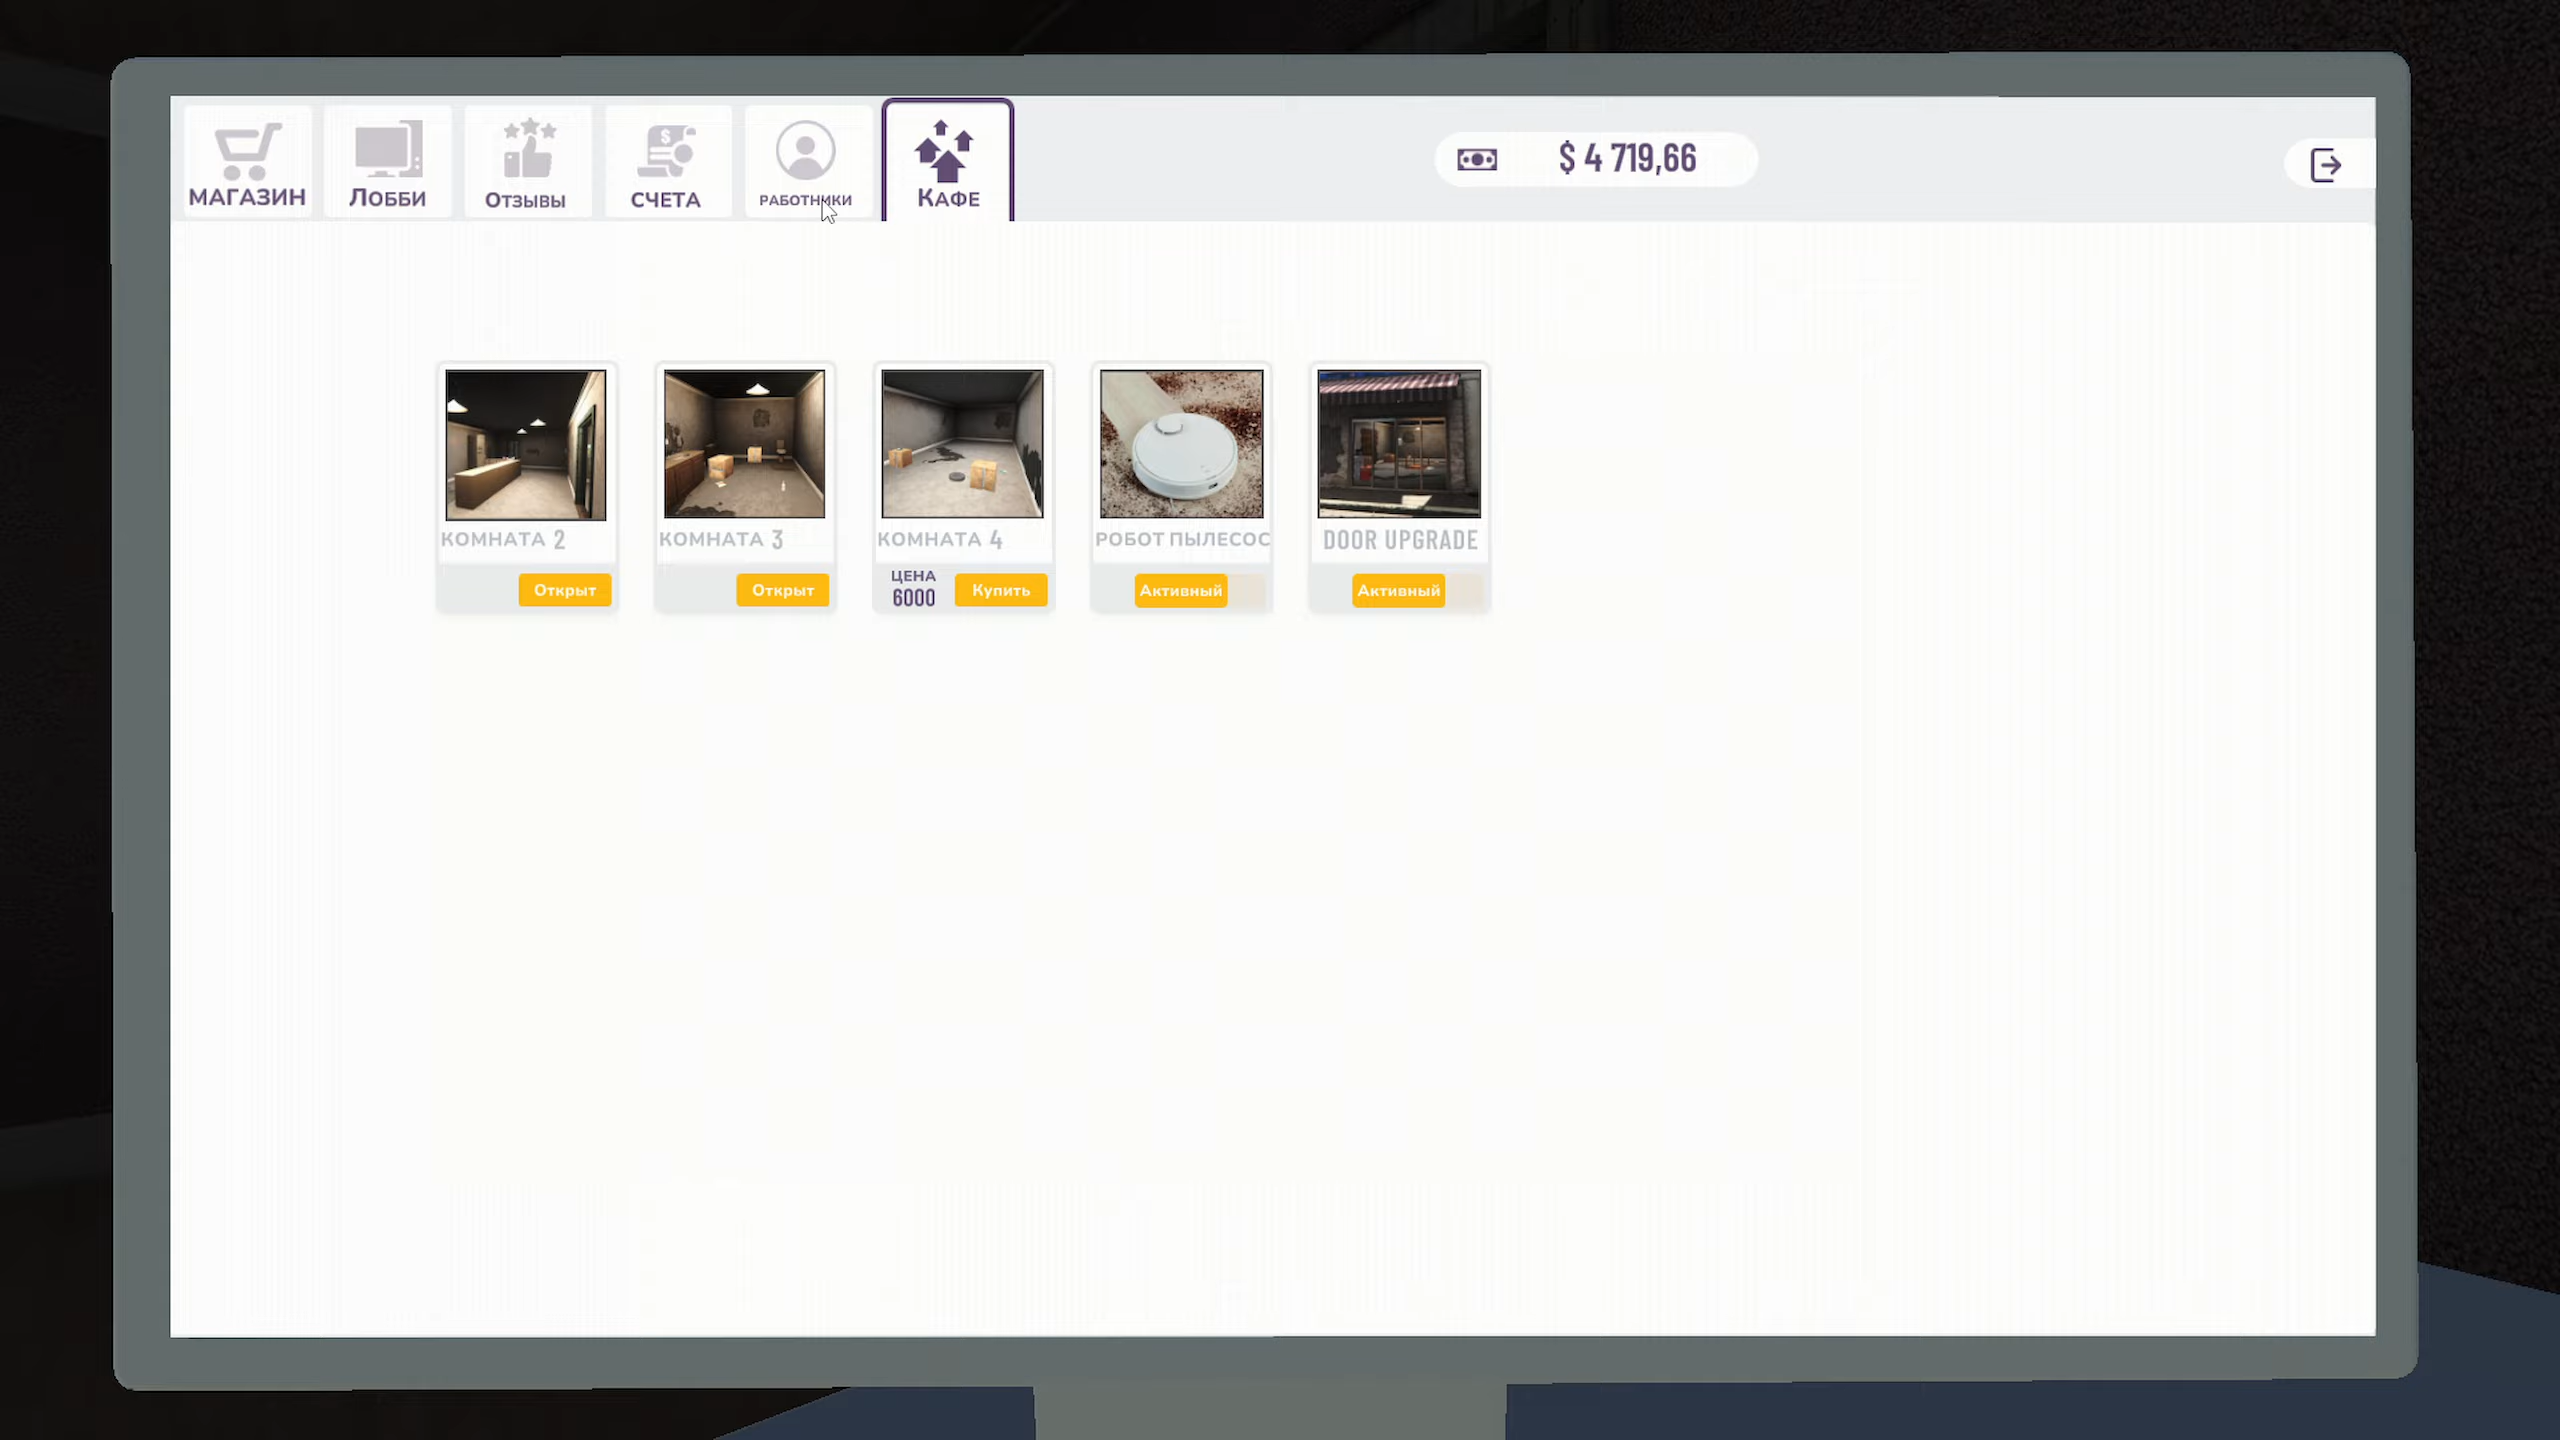 МАГАЗИН
Лобби
Отзывы
СЧЕТА
РАБОТНИКИ
КАФЕ
$ 4 719,66
КОМНАТА 2
КОМНАТА 3
КОМНАТА 4
РОБОТ ПЫЛЕСОС
DOOR UPGRADE
Открыт
Открыт
ЦЕНА
6000
Купить
Активный
Активный